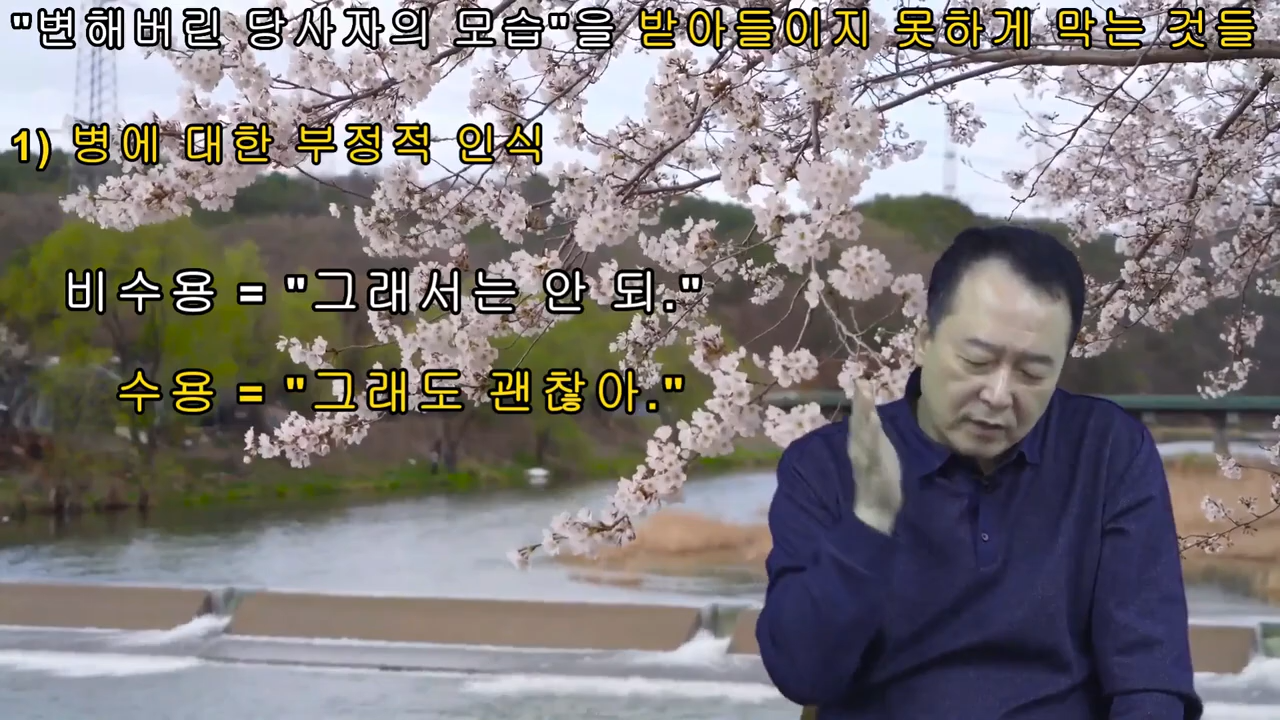 "변해버린 당사자의 모습"을 받아들이지 못하게 막는 것들
1) 병에 대한 부정적 인식
비수용 = "그래서는 안 되."
수용 = "그래도 괜찮아."